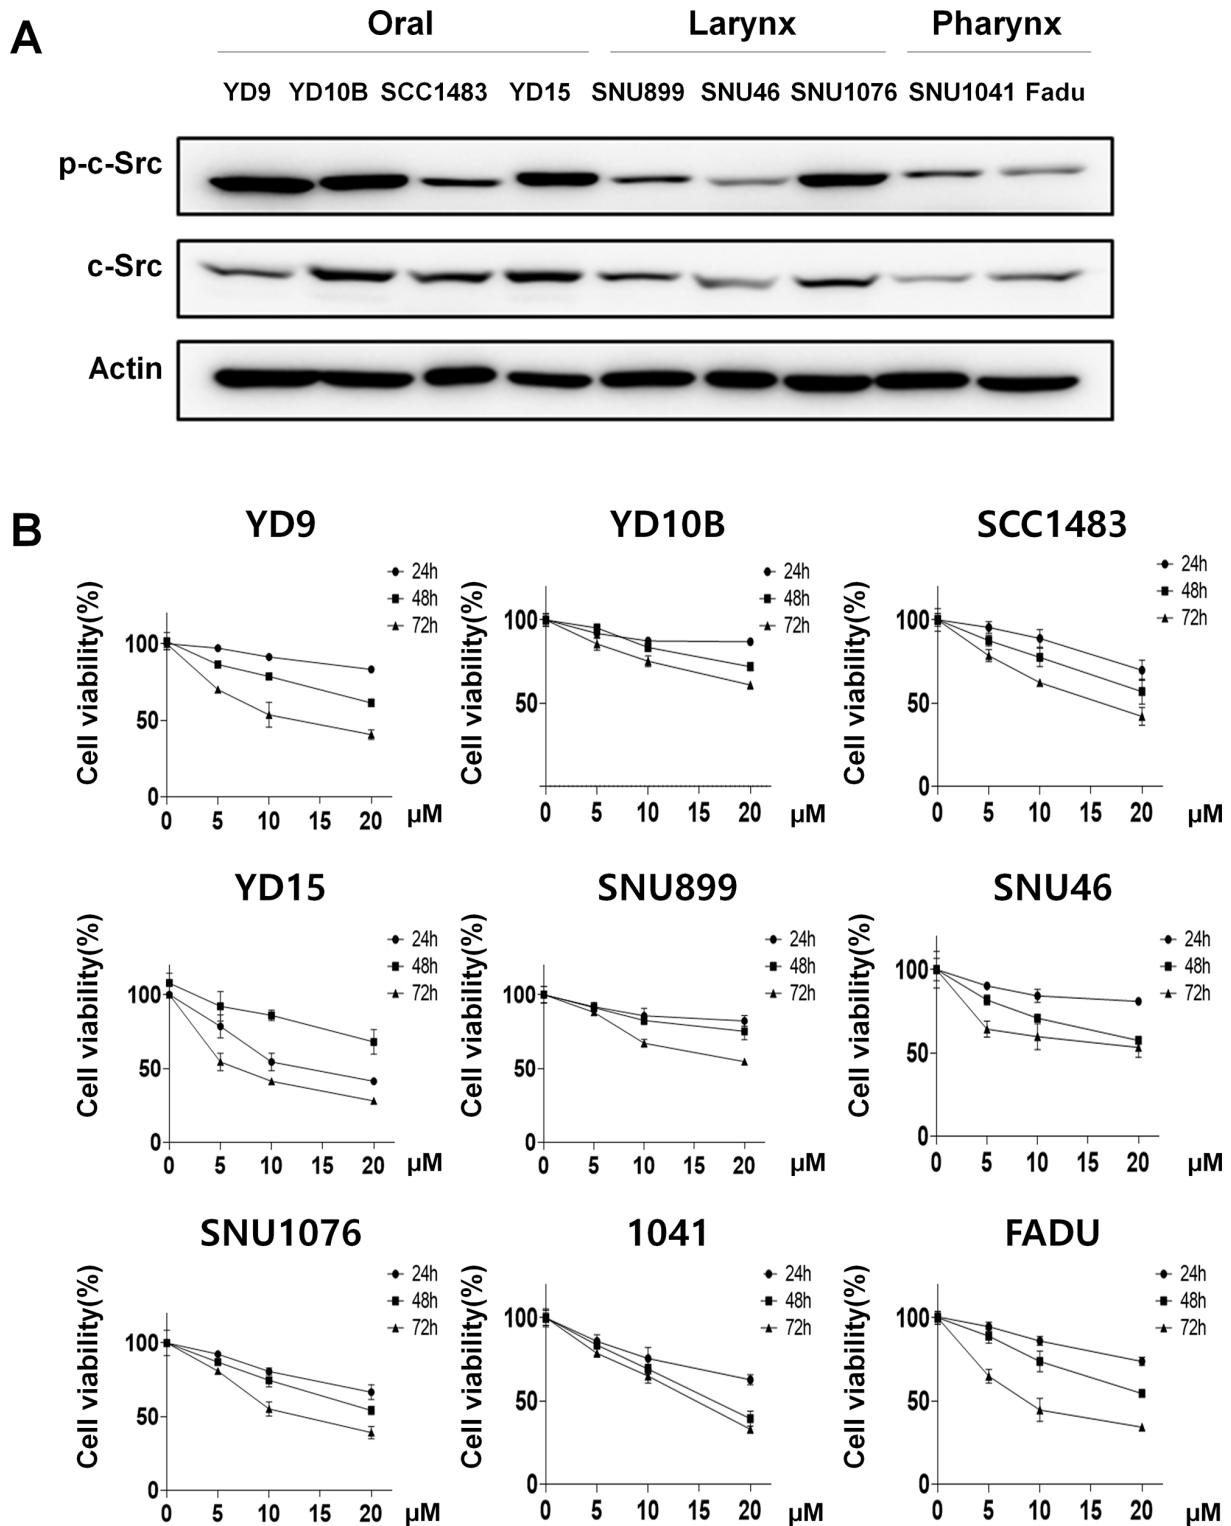 A
Oral Larynx Pharynx
YD9 YD10B SCC1483 YD15 SNU899 SNU46 SNU1076 SNU1041 Fadu
p-c-Src
c-Src
Actin
B
YD9
24h
48h
72h
Cell viability(%)
100
50
0
0 5 10 15 20 µM
YD10B
24h
48h
72h
Cell viability(%)
100
50
0 5 10 15 20 µM
SCC1483
24h
48h
72h
Cell viability(%)
100
50
0
0 5 10 15 20 µM
YD15
24h
48h
72h
Cell viability(%)
100
50
0
0 5 10 15 20 µM
SNU899
24h
48h
72h
Cell viability(%)
100
50
0
0 5 10 15 20 µM
SNU46
24h
48h
72h
Cell viability(%)
100
50
0
0 5 10 15 20 µM
SNU1076
24h
48h
72h
Cell viability(%)
100
50
0
0 5 10 15 20 µM
1041
24h
48h
72h
Cell viability(%)
100
50
0
0 5 10 15 20 µM
FADU
24h
48h
72h
Cell viability(%)
100
50
0
0 5 10 15 20 µM